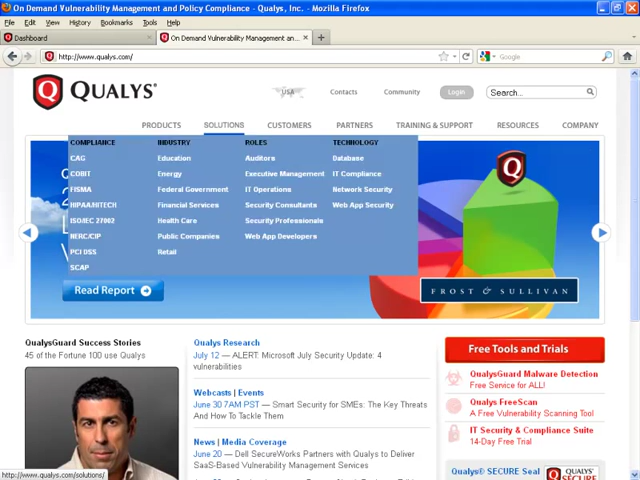 On Demand Vulnerability Management and Policy Compliance - Qualys, Inc. - Mozilla Firefox
File Edit View History Bookmarks Tools Help
Dashboard
On Demand Vulnerability Management an...
http://www.qualys.com/
Google
QUALYS®
USA
Contacts
Community
Login
Search...
PRODUCTS
SOLUTIONS
CUSTOMERS
PARTNERS
TRAINING & SUPPORT
RESOURCES
COMPANY
COMPLIANCE
CAG
COBIT
FISMA
HIPAA/HITECH
ISO/IEC 27002
NERC/CIP
PCI DSS
SCAP
INDUSTRY
Education
Energy
Federal Government
Financial Services
Health Care
Public Companies
Retail
ROLES
Auditors
Executive Management
IT Operations
Security Consultants
Security Professionals
Web App Developers
TECHNOLOGY
Database
IT Compliance
Network Security
Web App Security
Read Report
FROST & SULLIVAN
QualysGuard Success Stories
45 of the Fortune 100 use Qualys
Qualys Research
July 12 — ALERT: Microsoft July Security Update: 4
vulnerabilities
Webcasts | Events
June 30 7AM PST — Smart Security for SMEs: The Key Threats
And How To Tackle Them
News | Media Coverage
June 20 — Dell SecureWorks Partners with Qualys to Deliver
SaaS-Based Vulnerability Management Services
Free Tools and Trials
QualysGuard Malware Detection
Free Service for ALL!
Qualys FreeScan
A Free Vulnerability Scanning Tool
IT Security & Compliance Suite
14-Day Free Trial
Qualys® SECURE Seal
QUALYS
SECURE
http://www.qualys.com/solutions/